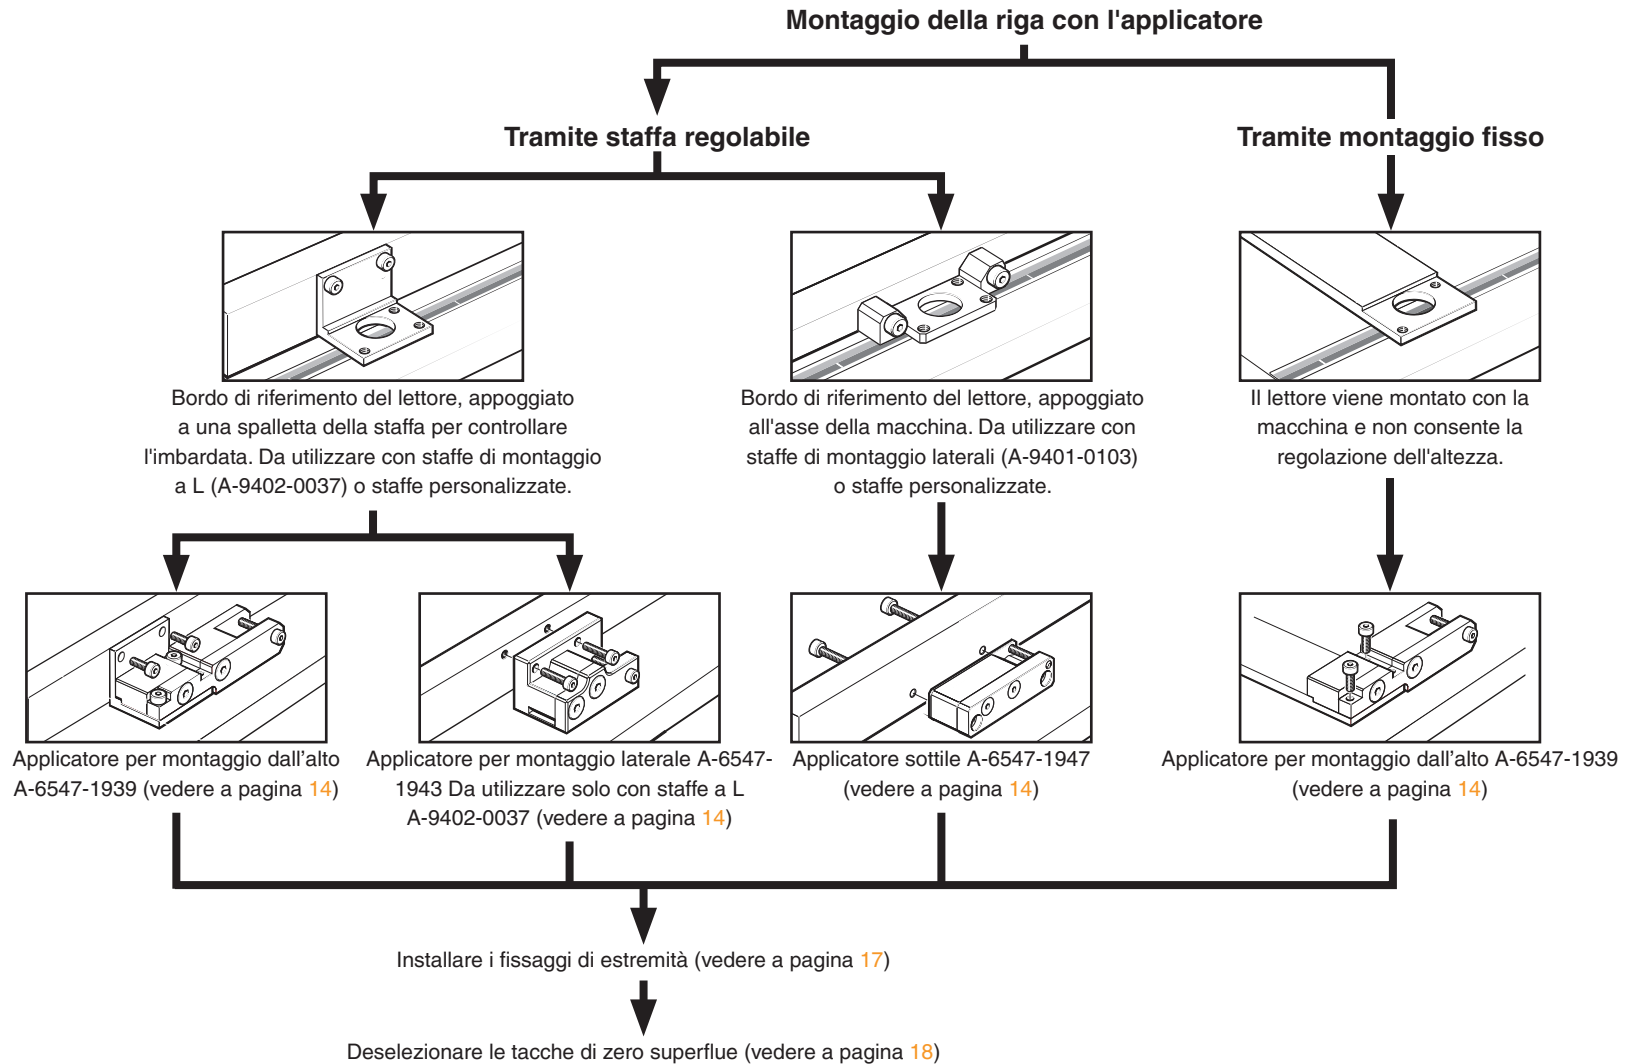 Montaggio della riga con l'applicatore
Tramite staffa regolabile
Tramite montaggio fisso
Bordo di riferimento del lettore, appoggiato
a una spalletta della staffa per controllare
l'imbardata. Da utilizzare con staffe di montaggio
a L (A-9402-0037) o staffe personalizzate.
Bordo di riferimento del lettore, appoggiato
all'asse della macchina. Da utilizzare con
staffe di montaggio laterali (A-9401-0103)
o staffe personalizzate.
Il lettore viene montato con la
macchina e non consente la
regolazione dell'altezza.
Applicatore per montaggio dall’alto
A-6547-1939 (vedere a pagina 14)
Applicatore per montaggio laterale A-6547-
1943 Da utilizzare solo con staffe a L
A-9402-0037 (vedere a pagina 14)
Applicatore sottile A-6547-1947
(vedere a pagina 14)
Applicatore per montaggio dall’alto A-6547-1939
(vedere a pagina 14)
Installare i fissaggi di estremità (vedere a pagina 17)
Deselezionare le tacche di zero superflue (vedere a pagina 18)